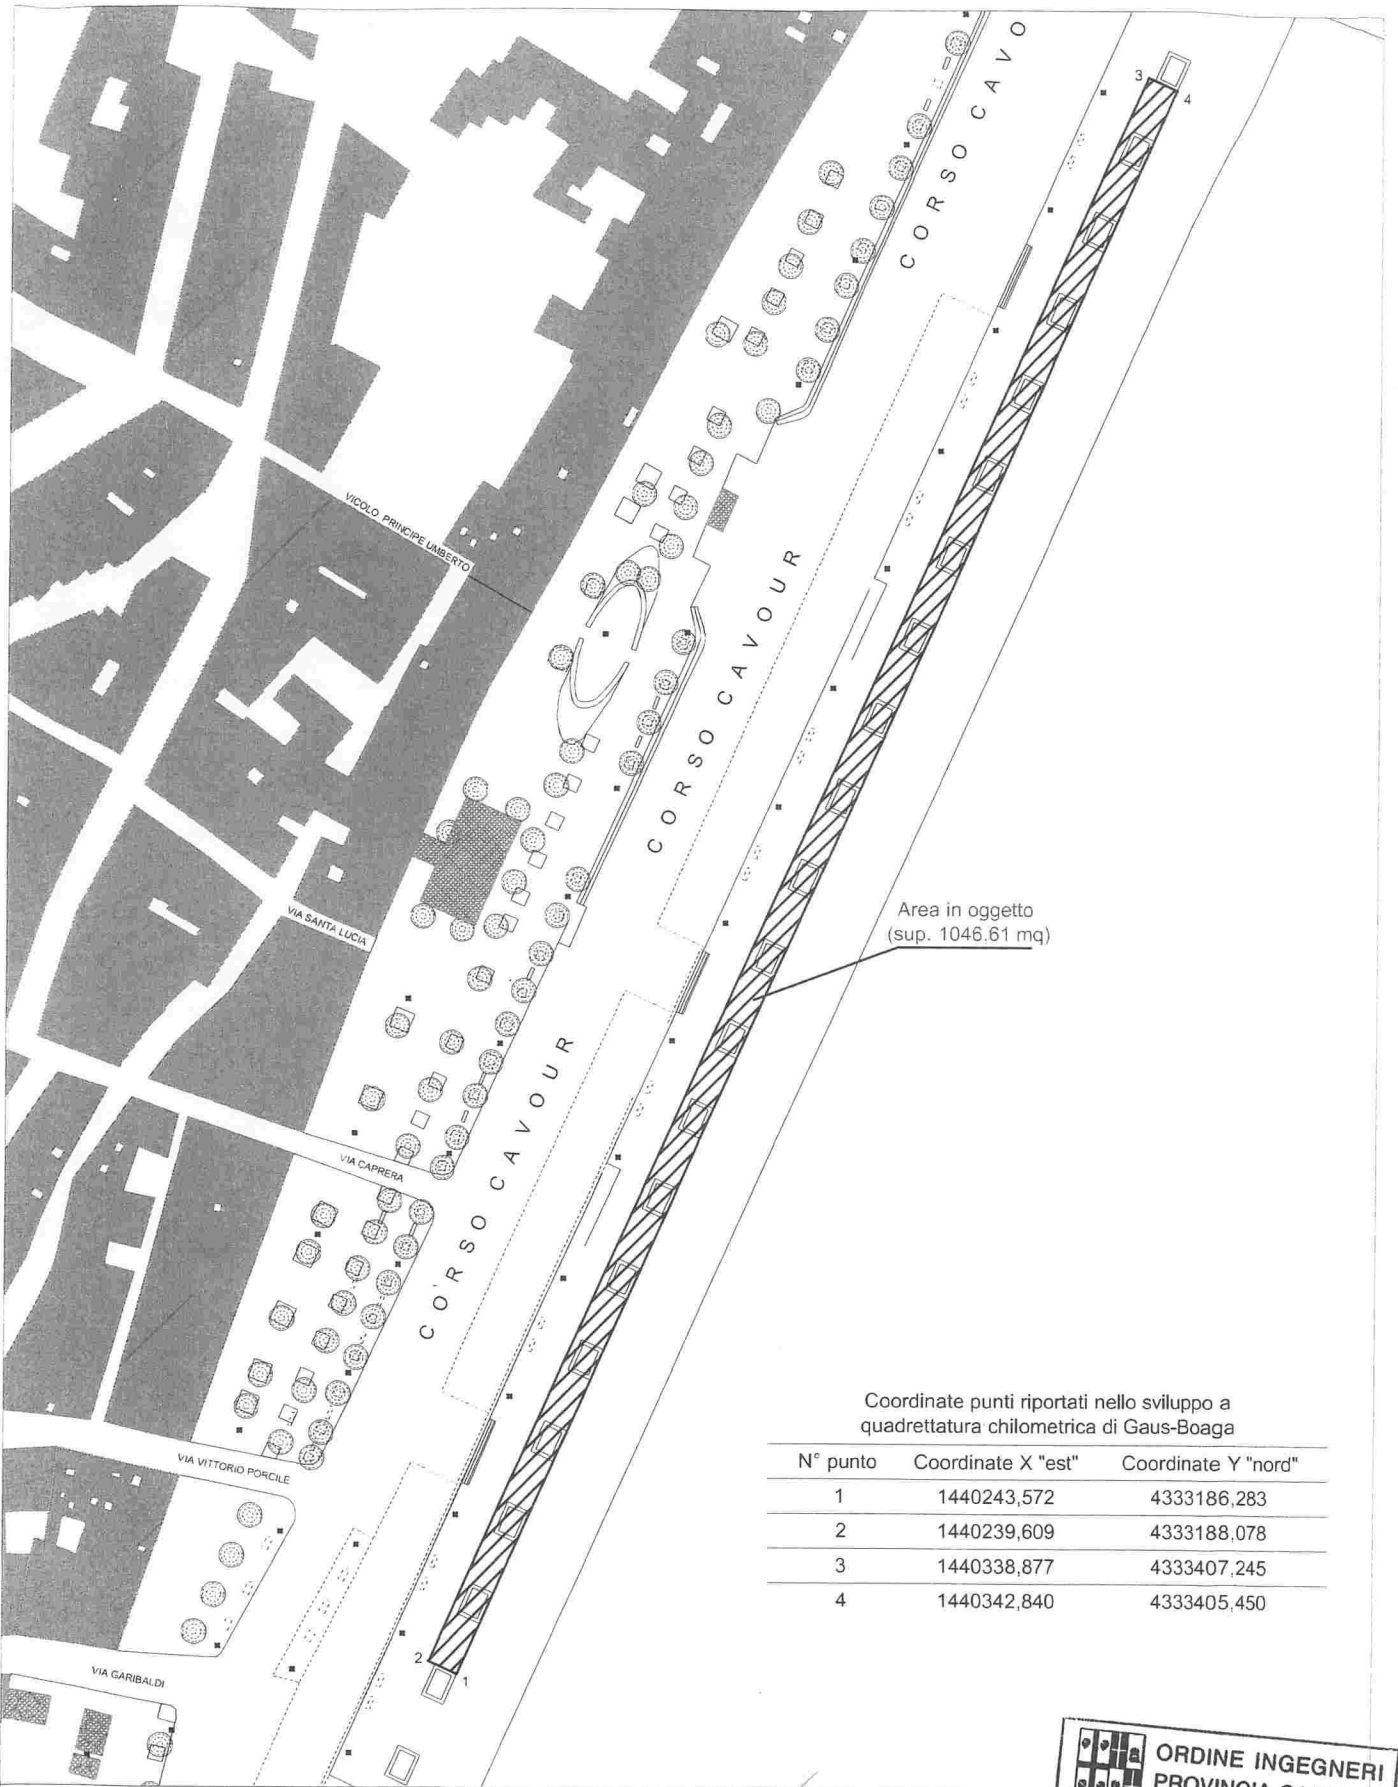 CORSO CAVO
3
4
VICOLO PRINCIPE UMBERTO
CORSO CAVOUR
VIA SANTA LUCIA
Area in oggetto
(sup. 1046,61 mq)
CORSO CAVOUR
VIA CAPRERA
VIA VITTORIO PORCILE
VIA GARIBALDI
2
1
Coordinate punti riportati nello sviluppo a
quadrettatura chilometrica di Gaus-Boaga
N° punto Coordinate X "est" Coordinate Y "nord"
1 1440243,572 4333186,283
2 1440239,609 4333188,078
3 1440338,877 4333407,245
4 1440342,840 4333405,450
ORDINE INGEGNERI
PROVINCIA